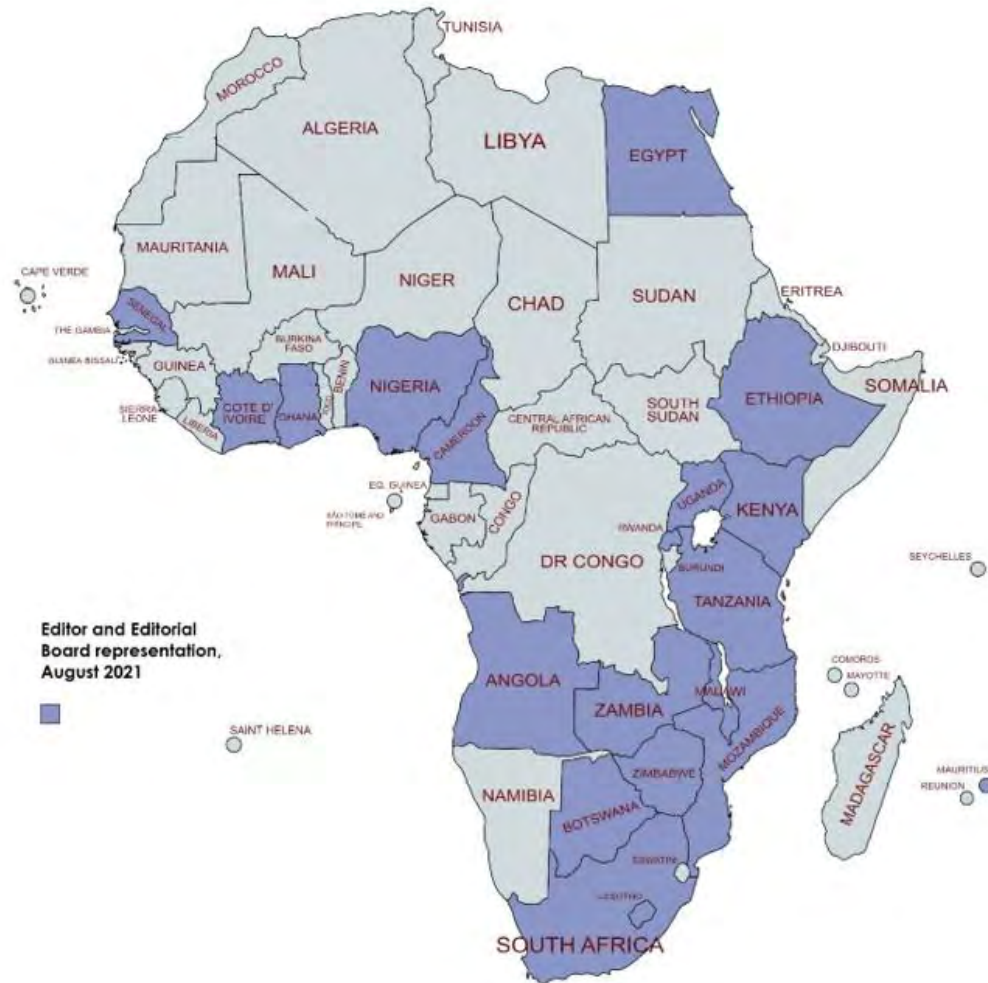 TUNISIA
MOROCCO
ALGERIA
LIBYA
EGYPT
MAURITANIA
MALI
NIGER
CHAD
SUDAN
ERITREA
CAPE VERDE
SENEGAL
THE GAMBIA
GUINEA BISSAU
GUINEA
BURKINA
FASO
BENIN
TOGO
NIGERIA
DJIBOUTI
SOMALIA
ETHIOPIA
SOUTH
SUDAN
CENTRAL AFRICAN
REPUBLIC
SIERRA
LEONE
LIBERIA
COTE D'
IVOIRE
GHANA
CAMEROON
EQ. GUINEA
SÃO TOMÉ AND
PRINCIPE
GABON
CONGO
DR CONGO
UGANDA
KENYA
RWANDA
BURUNDI
TANZANIA
SEYCHELLES
Editor and Editorial
Board representation,
August 2021
ANGOLA
ZAMBIA
MALAWI
MOZAMBIQUE
COMOROS
MAYOTTE
MADAGASCAR
SAINT HELENA
MAURITIUS
REUNION
NAMIBIA
ZIMBABWE
BOTSWANA
ESWATINI
LESOTHO
SOUTH AFRICA